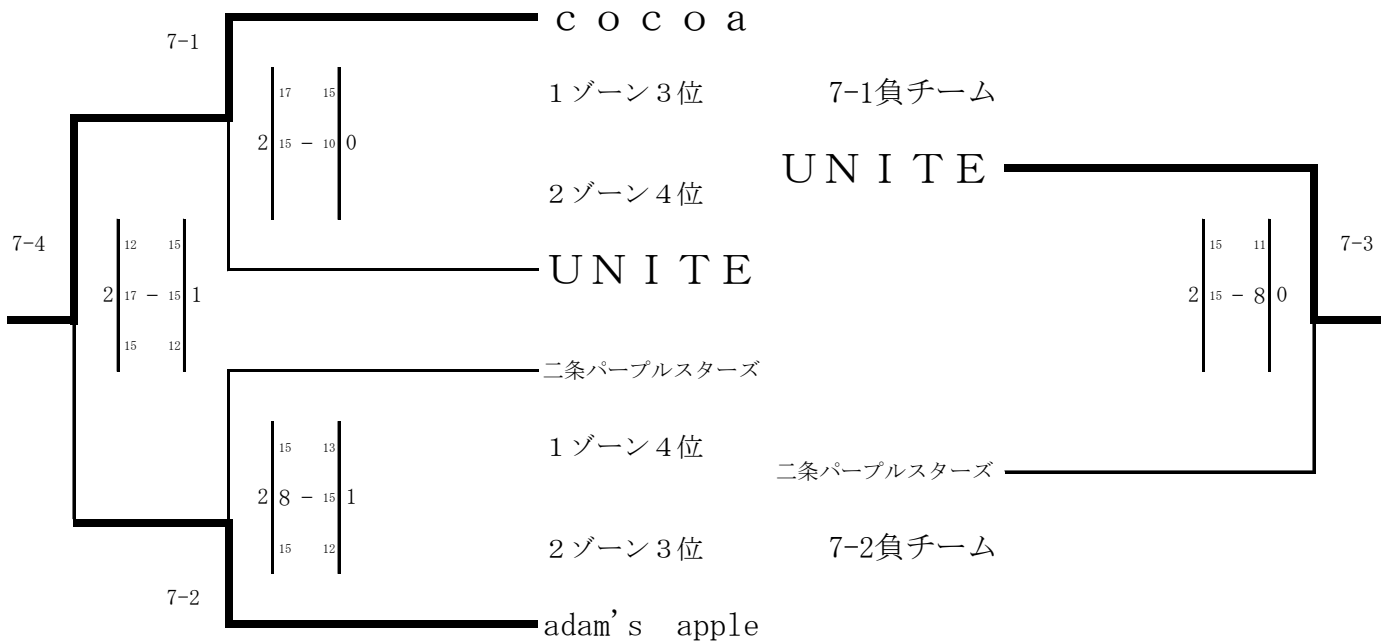 ｃｏｃｏａ
7-1
17 15
１ゾーン３位 7-1負チーム
2 15 － 10 0
ＵＮＩＴＥ
２ゾーン４位
7-4
12 15
15 11
7-3
ＵＮＩＴＥ
2 17 － 15 1
2 15 － 8 0
15 12
二条パープルスターズ
15 13
１ゾーン４位
二条パープルスターズ
2 8 － 15 1
15 12
２ゾーン３位 7-2負チーム
7-2
adam's apple